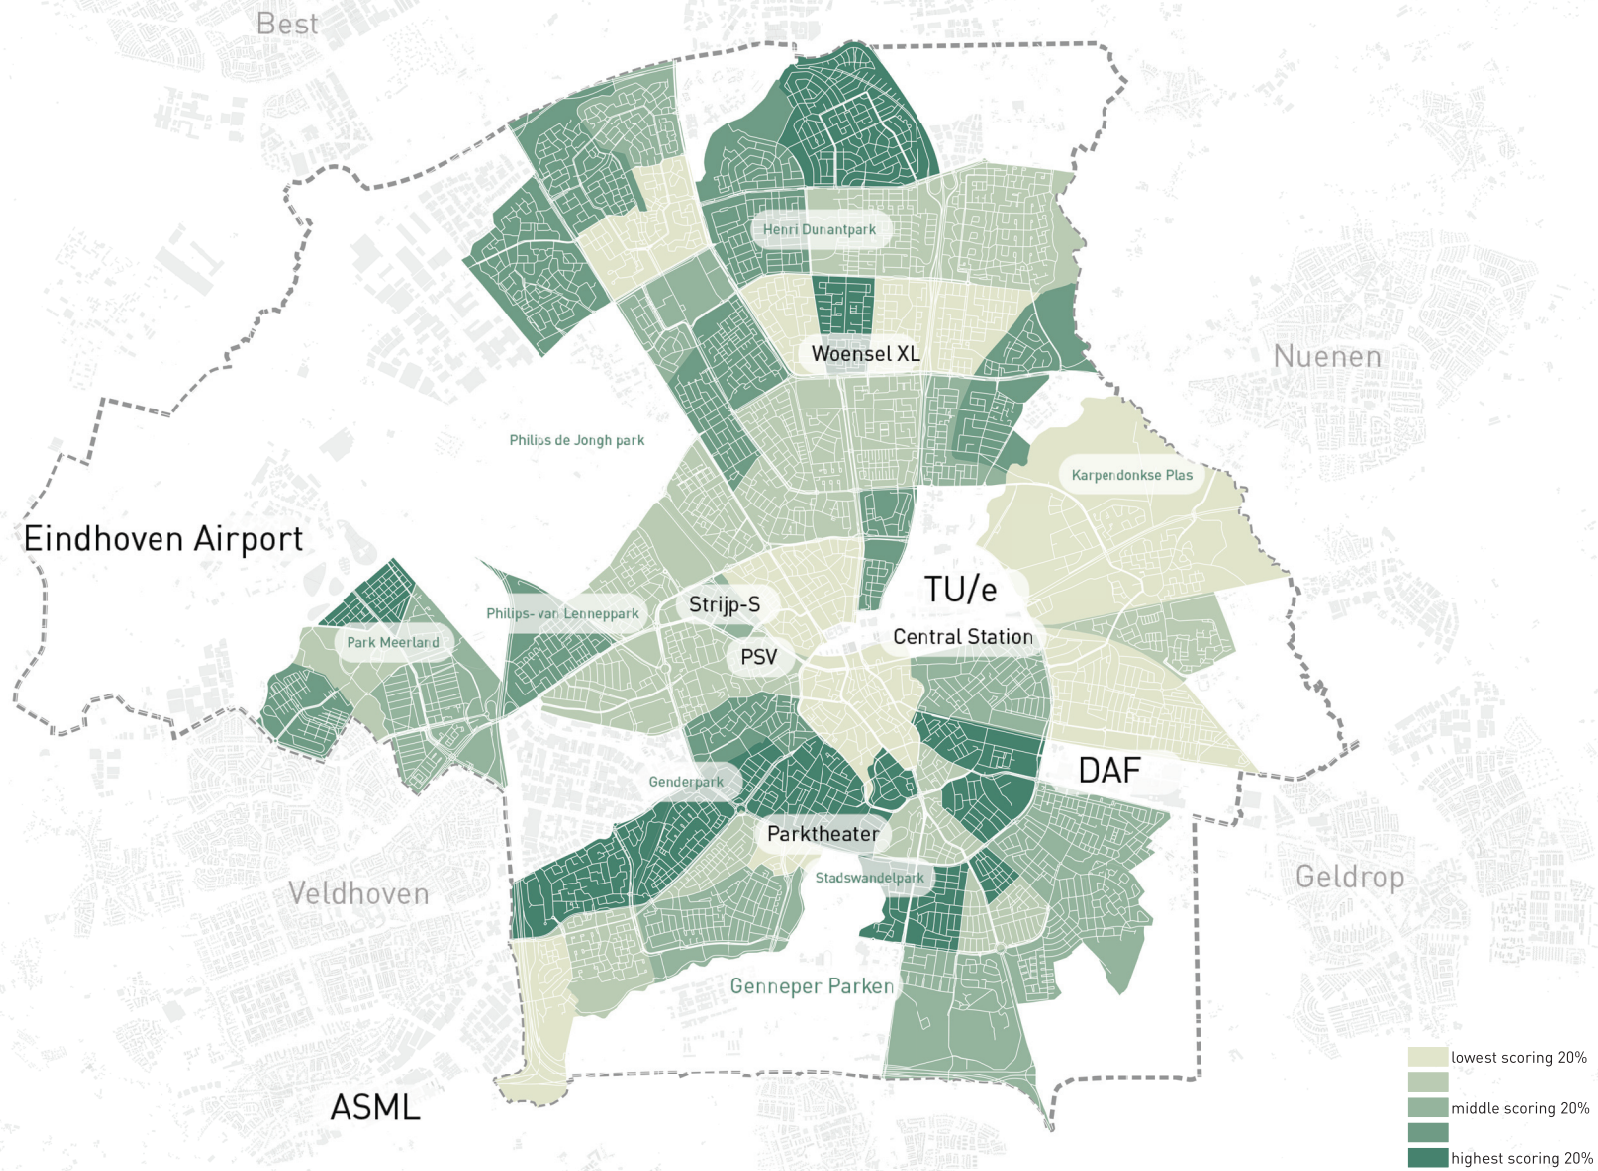 Best
Henri Dunantpark
Woensel XL
Nuenen
Philips de Jongh park
Karpendonkse Plas
Eindhoven Airport
TU/e
Strijp-S
Philips- van Lenneppark
Central Station
Park Meerland
PSV
DAF
Genderpark
Parktheater
Stadswandelpark
Geldrop
Veldhoven
Genneper Parken
ASML
lowest scoring 20%
middle scoring 20%
highest scoring 20%